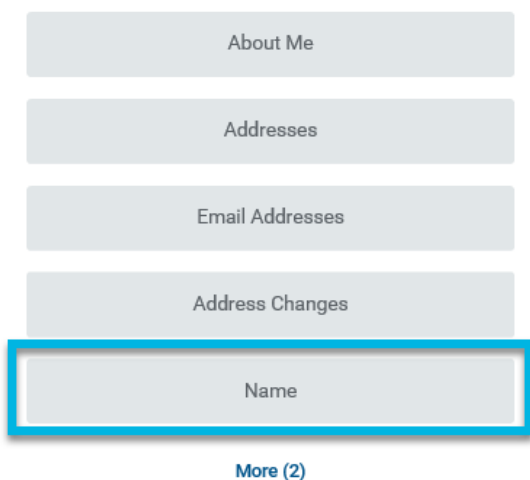 About Me
Addresses
Email Addresses
Address Changes
Name
More (2)